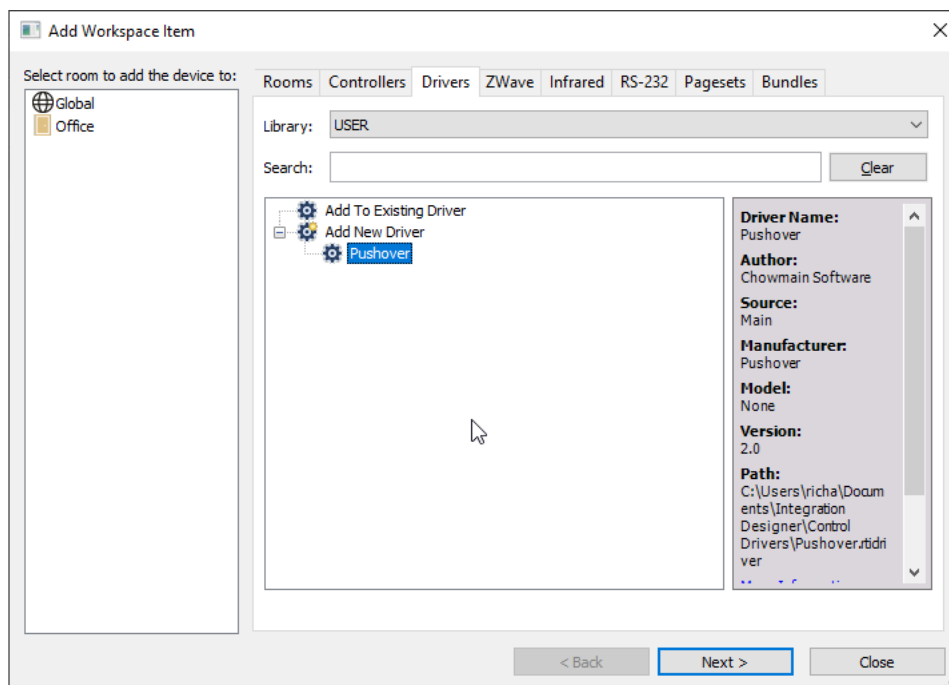 Add Workspace Item
Select room to add the device to:
Global
Office
Rooms Controllers Drivers ZWave Infrared RS-232 Pagesets Bundles
Library: USER
Search: Clear
Add To Existing Driver
Add New Driver
Pushover
Driver Name:
Pushover
Author:
Chowmain Software
Source:
Main
Manufacturer:
Pushover
Model:
None
Version:
2.0
Path:
C:\Users\richa\Docum
ents\Integration
Designer\Control
Drivers\Pushover.rtidri
ver
< Back Next > Close